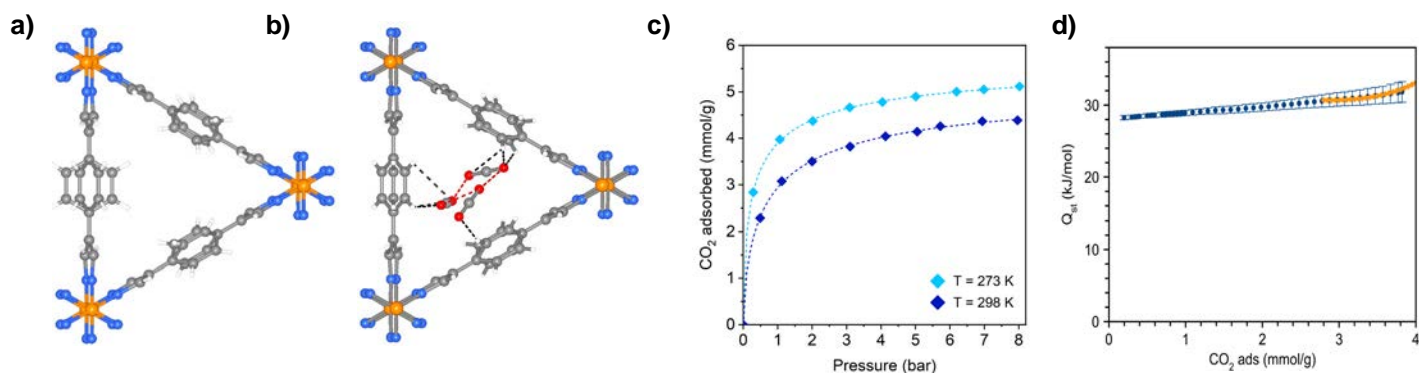 a)
b)
c)
d)
6
5
4
3
2
1
0
CO₂ adsorbed (mmol/g)
T = 273 K
T = 298 K
0 1 2 3 4 5 6 7 8
Pressure (bar)
40
30
20
10
0
Qst (kJ/mol)
1 2 3 4
CO₂ ads (mmol/g)